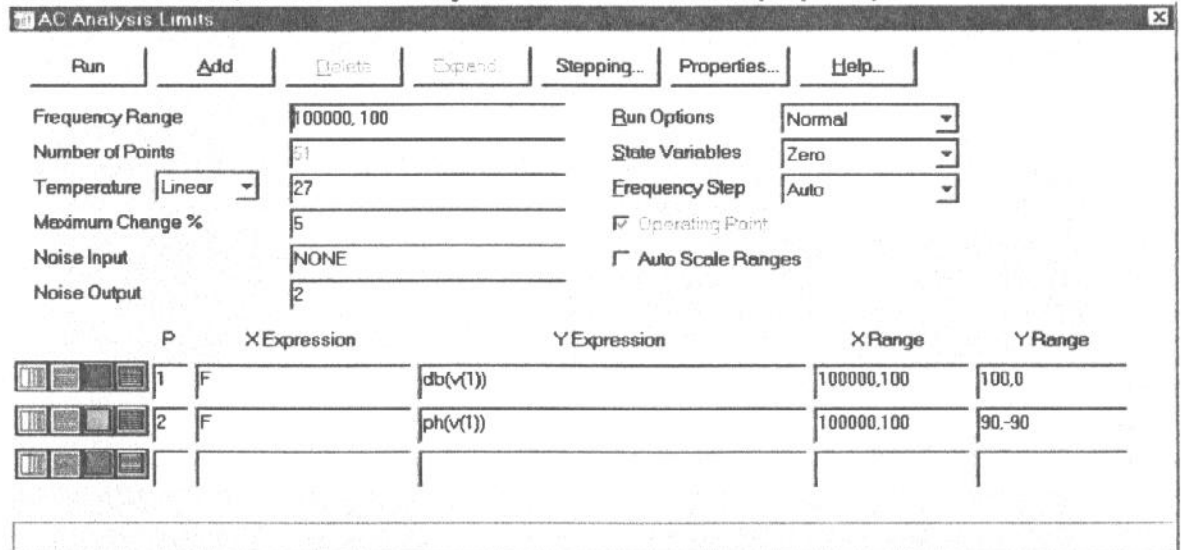 AC Analysis Limits
Run Add Delete Expand... Stepping... Properties... Help...
Frequency Range 100000, 100 Run Options Normal
Number of Points 51 State Variables Zero
Temperature Linear 27 Frequency Step Auto
Maximum Change % 5 Operating Point
Noise Input NONE Auto Scale Ranges
Noise Output 2
P X Expression Y Expression X Range Y Range
1 F db(v(1)) 100000,100 100,0
2 F ph(v(1)) 100000,100 90,-90